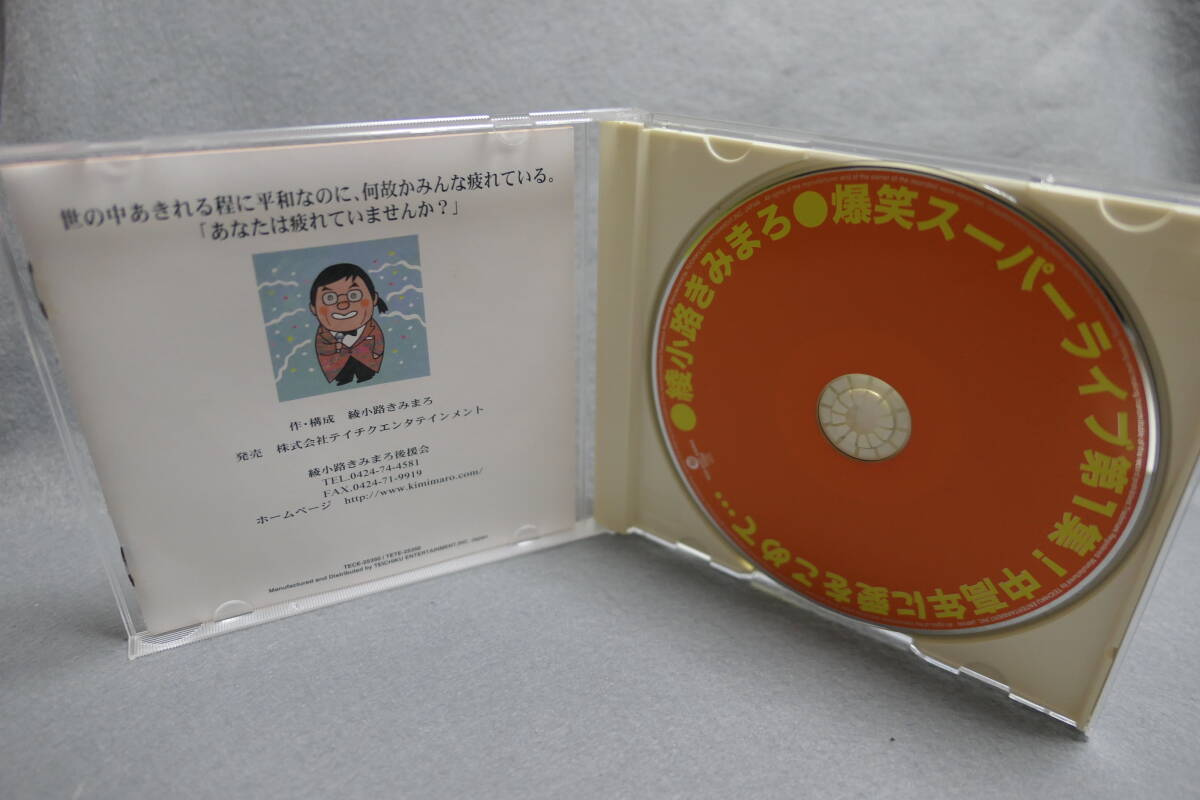 世の中あきれる程に平和なのに、何故かみんな疲れている。
「あなたは疲れていませんか？」
作・構成　綾小路きみまろ
発売　株式会社テイチクエンタテインメント
綾小路きみまろ後援会
TEL.0424-74-4581
FAX.0424-71-9919
ホームページ　http://www.kimimaro.com/
TECE-25350 / TETE-25350
Manufactured and Distributed by TEICHIKU ENTERTAINMENT,INC. Japan
●綾小路きみまろ●爆笑スーパーライブ第1集！中高年に愛をこめて…